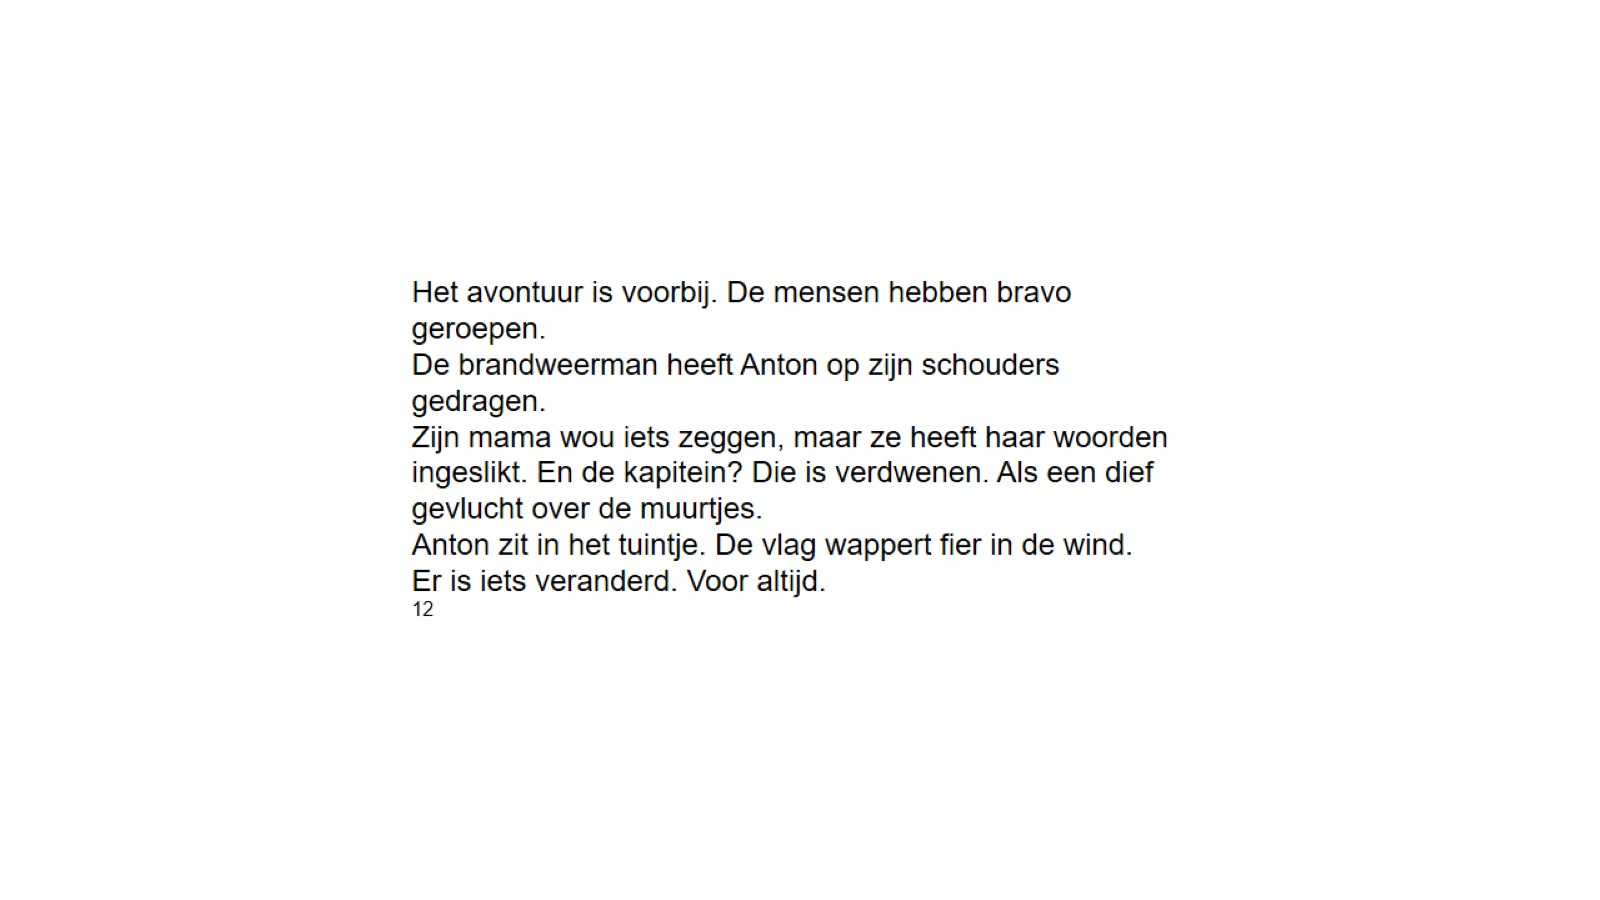 Het avontuur is voorbij. De mensen hebben bravo
geroepen.
De brandweerman heeft Anton op zijn schouders
gedragen.
Zijn mama wou iets zeggen, maar ze heeft haar woorden
ingeslikt. En de kapitein? Die is verdwenen. Als een dief
gevlucht over de muurtjes.
Anton zit in het tuintje. De vlag wappert fier in de wind.
Er is iets veranderd. Voor altijd.
12